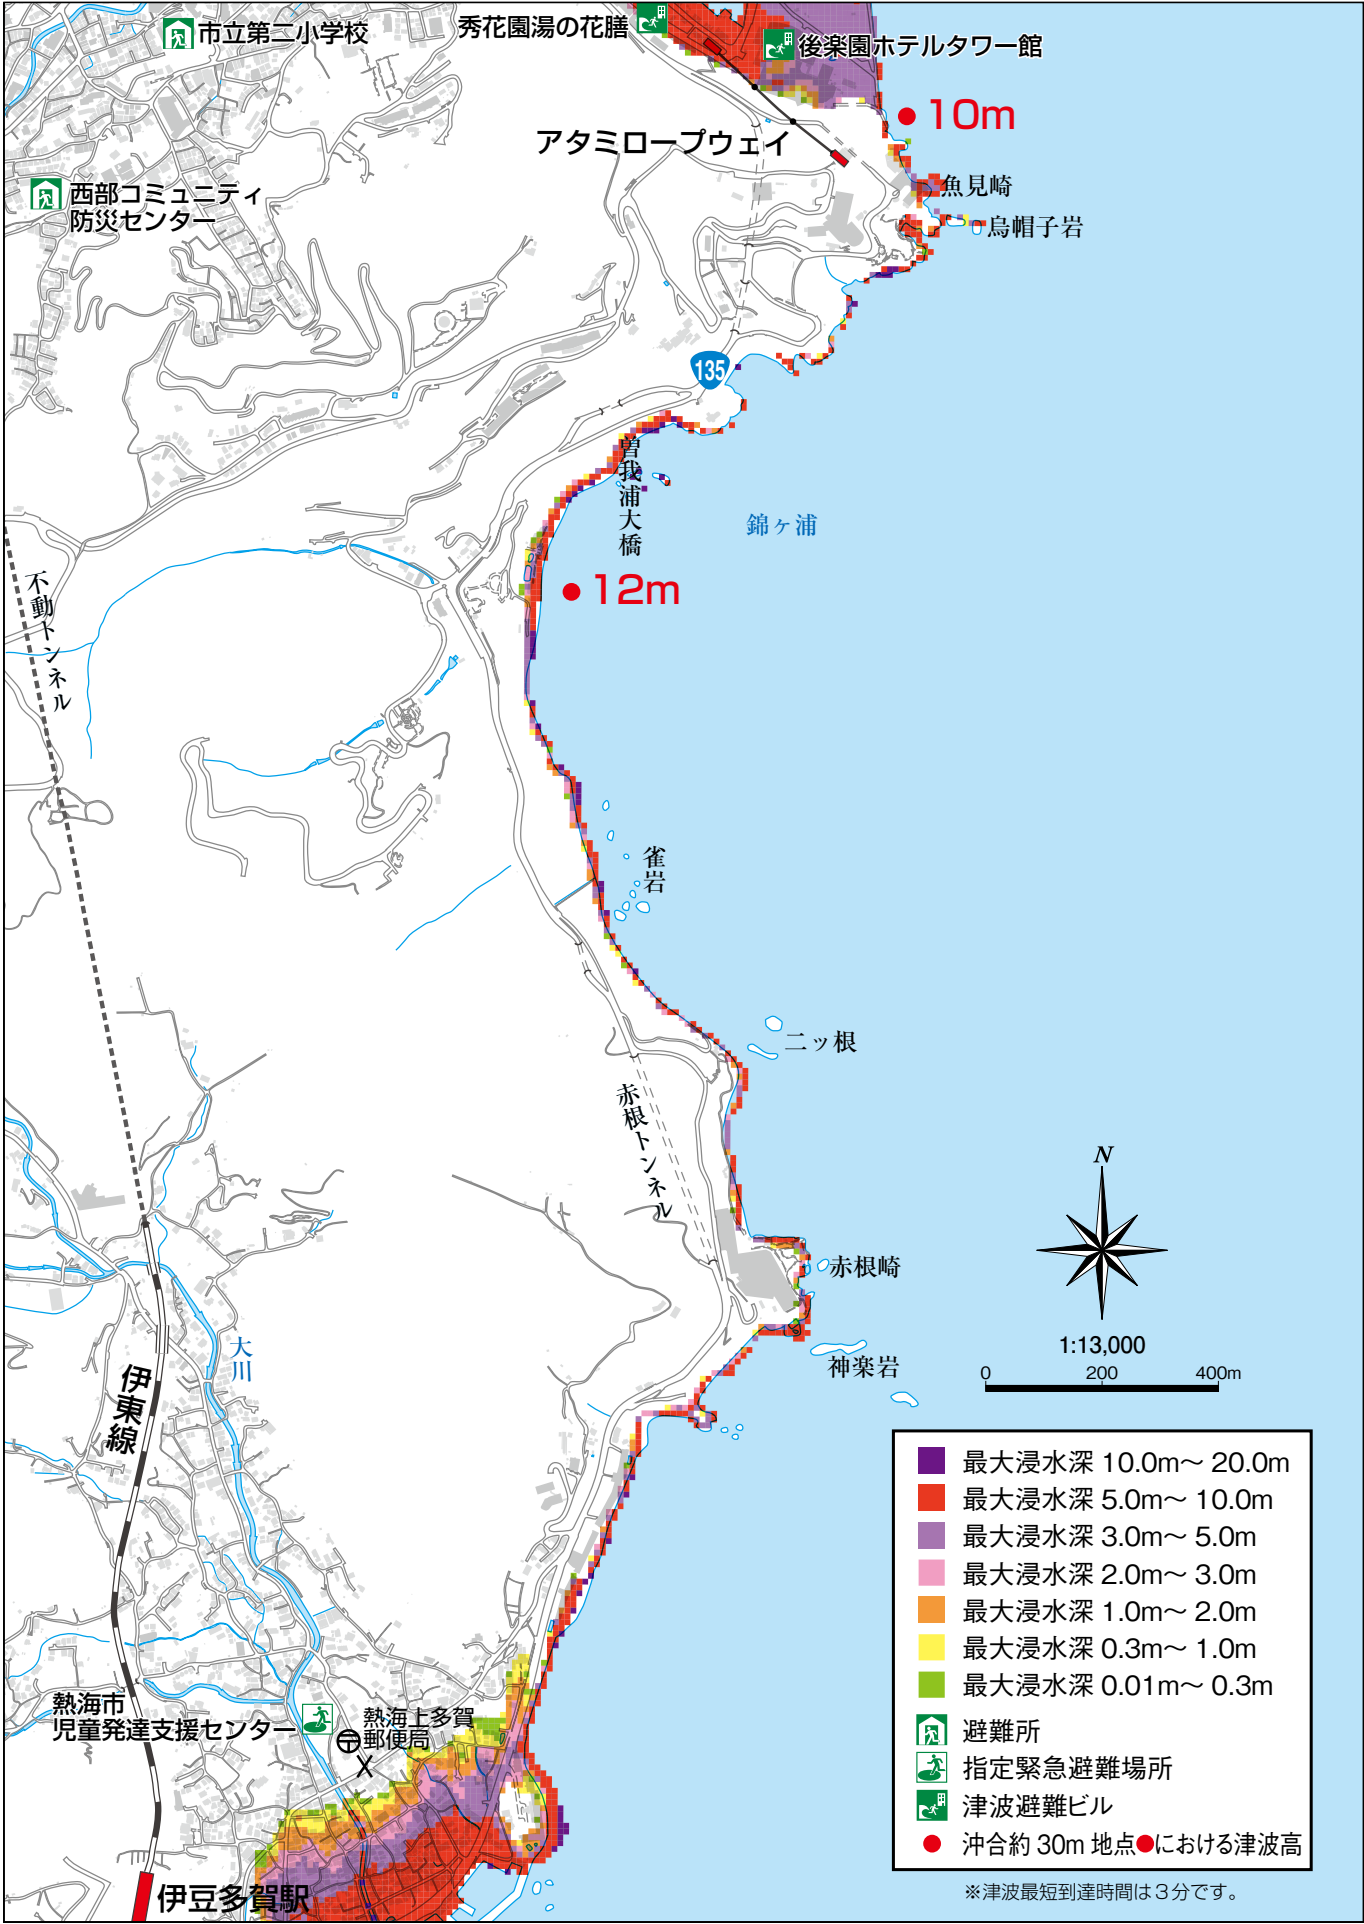 市立第二小学校
秀花園湯の花膳
後楽園ホテルタワー館
10m
アタミロープウェイ
西部コミュニティ
防災センター
魚見崎
烏帽子岩
135
曽我浦大橋
錦ヶ浦
12m
不動トンネル
雀岩
二ッ根
赤根トンネル
N
赤根崎
1:13,000
0 200 400m
神楽岩
大川
伊東線
最大浸水深 10.0m～ 20.0m
最大浸水深 5.0m～ 10.0m
最大浸水深 3.0m～ 5.0m
最大浸水深 2.0m～ 3.0m
最大浸水深 1.0m～ 2.0m
最大浸水深 0.3m～ 1.0m
最大浸水深 0.01m～ 0.3m
避難所
指定緊急避難場所
津波避難ビル
沖合約 30m 地点●における津波高
※津波最短到達時間は３分です。
熱海市
児童発達支援センター
熱海上多賀
郵便局
伊豆多賀駅